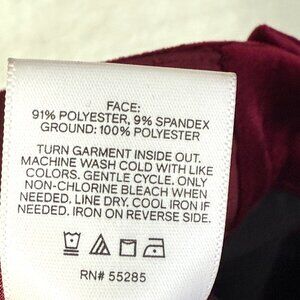 FACE:
91% POLYESTER, 9% SPANDEX
GROUND: 100% POLYESTER
TURN GARMENT INSIDE OUT.
MACHINE WASH COLD WITH LIKE
COLORS. GENTLE CYCLE. ONLY
NON-CHLORINE BLEACH WHEN IF
NEEDED. LINE DRY. COOL IRON IF
NEEDED. IRON ON REVERSE SIDE.
RN# 55285